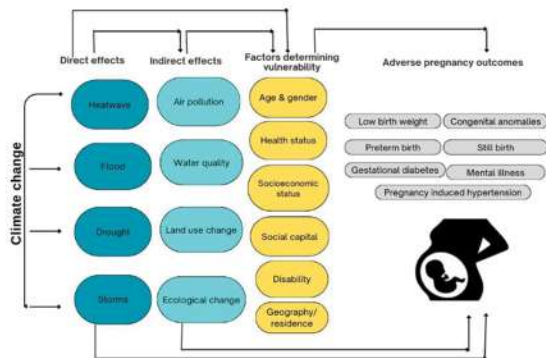 Direct effects
Indirect effects
Factors determining
vulnerability
Adverse pregnancy outcomes
Climate change
Heatwave
Flood
Drought
Storms
Air pollution
Water quality
Land use change
Ecological change
Age & gender
Health status
Socioeconomic
status
Social capital
Disability
Geography/
residence
Low birth weight
Congenital anomalies
Preterm birth
Still birth
Gestational diabetes
Mental illness
Pregnancy induced hypertension